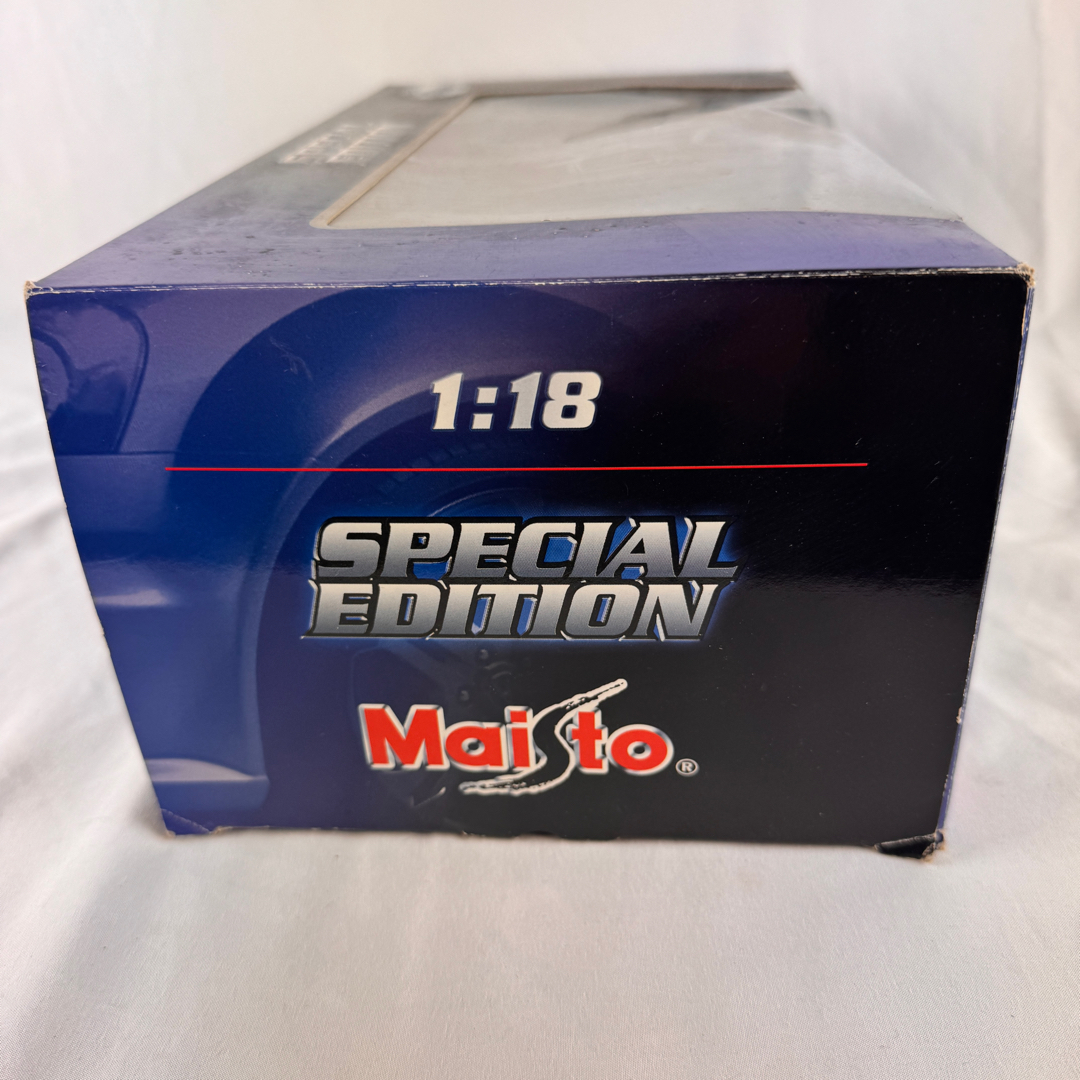 1:18
SPECIAL
EDITION
Maisto®